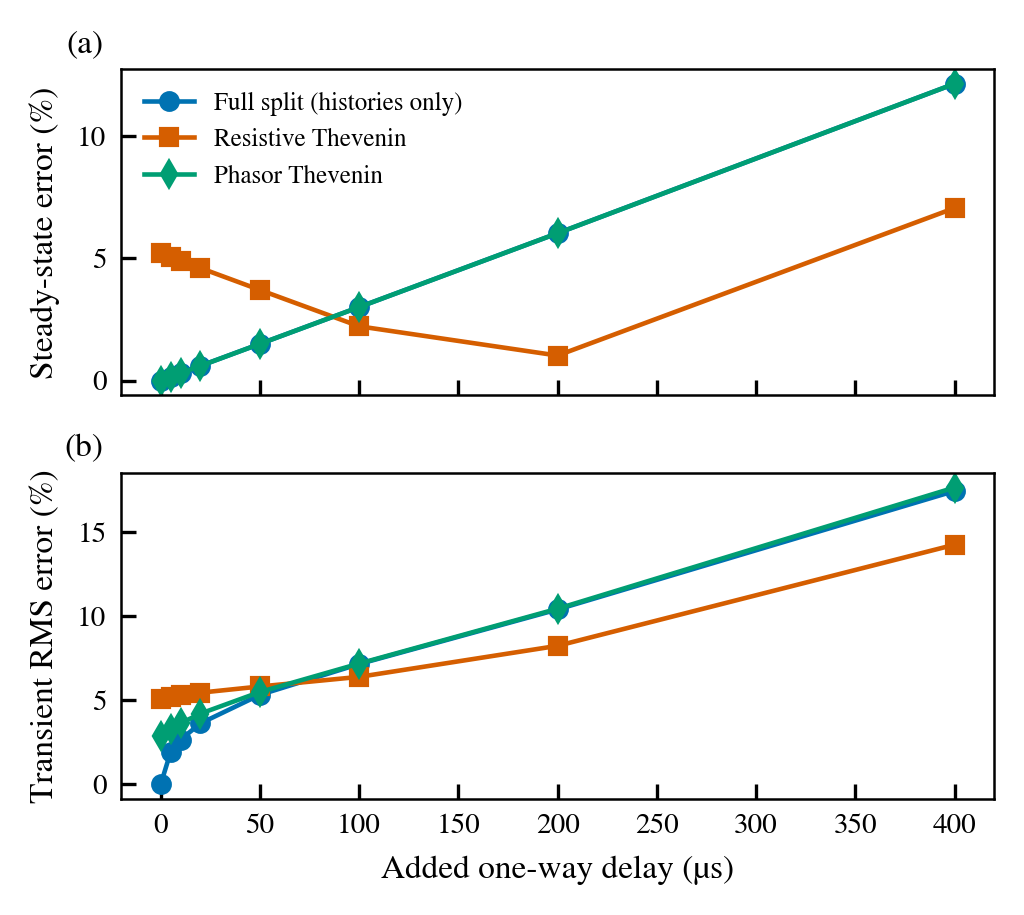 (a)
Steady-state error (%)
10
5
0
Full split (histories only)
Resistive Thevenin
Phasor Thevenin
(b)
Transient RMS error (%)
15
10
5
0
0 50 100 150 200 250 300 350 400
Added one-way delay (μs)